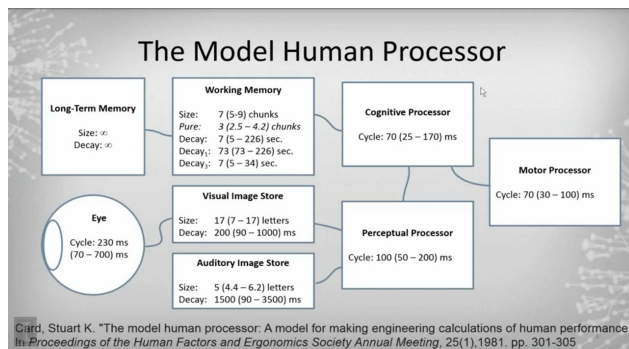 The Model Human Processor
Long-Term Memory
Size: ∞
Decay: ∞
Working Memory
Size: 7 (5-9) chunks
Pure: 3 (2.5 – 4.2) chunks
Decay: 7 (5 – 226) sec.
Decay₁: 73 (73 – 226) sec.
Decay₃: 7 (5 – 34) sec.
Cognitive Processor
Cycle: 70 (25 – 170) ms
Motor Processor
Cycle: 70 (30 – 100) ms
Eye
Cycle: 230 ms
(70 – 700) ms
Visual Image Store
Size: 17 (7 – 17) letters
Decay: 200 (90 – 1000) ms
Auditory Image Store
Size: 5 (4.4 – 6.2) letters
Decay: 1500 (90 – 3500) ms
Perceptual Processor
Cycle: 100 (50 – 200) ms
Card, Stuart K. "The model human processor: A model for making engineering calculations of human performance
In Proceedings of the Human Factors and Ergonomics Society Annual Meeting, 25(1),1981. pp. 301-305